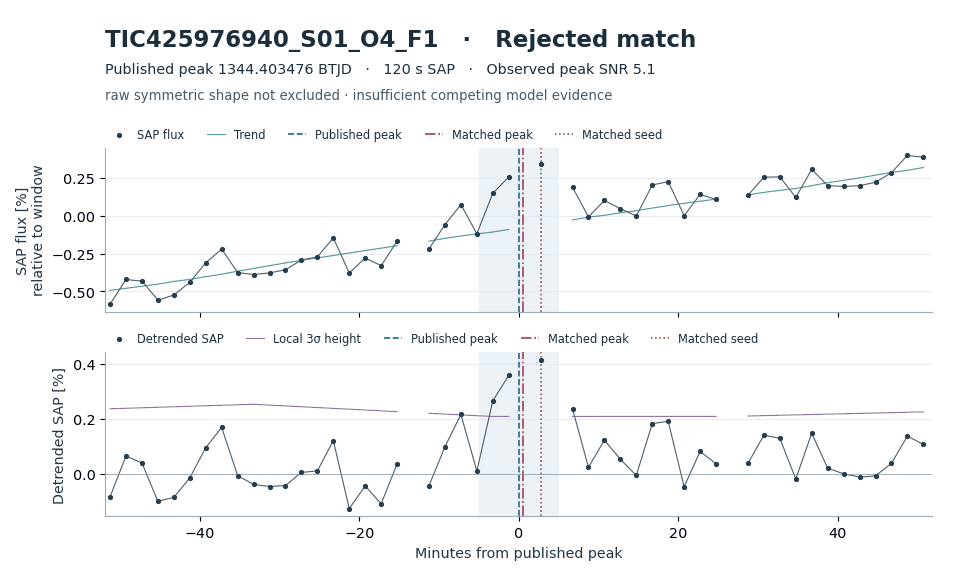 TIC425976940_S01_O4_F1 · Rejected match
Published peak 1344.403476 BTJD · 120 s SAP · Observed peak SNR 5.1
raw symmetric shape not excluded · insufficient competing model evidence
SAP flux Trend Published peak Matched peak Matched seed
SAP flux [%]
relative to window
0.25
0.00
−0.25
−0.50
Detrended SAP Local 3σ height Published peak Matched peak Matched seed
Detrended SAP [%]
0.4
0.2
0.0
−40 −20 0 20 40
Minutes from published peak